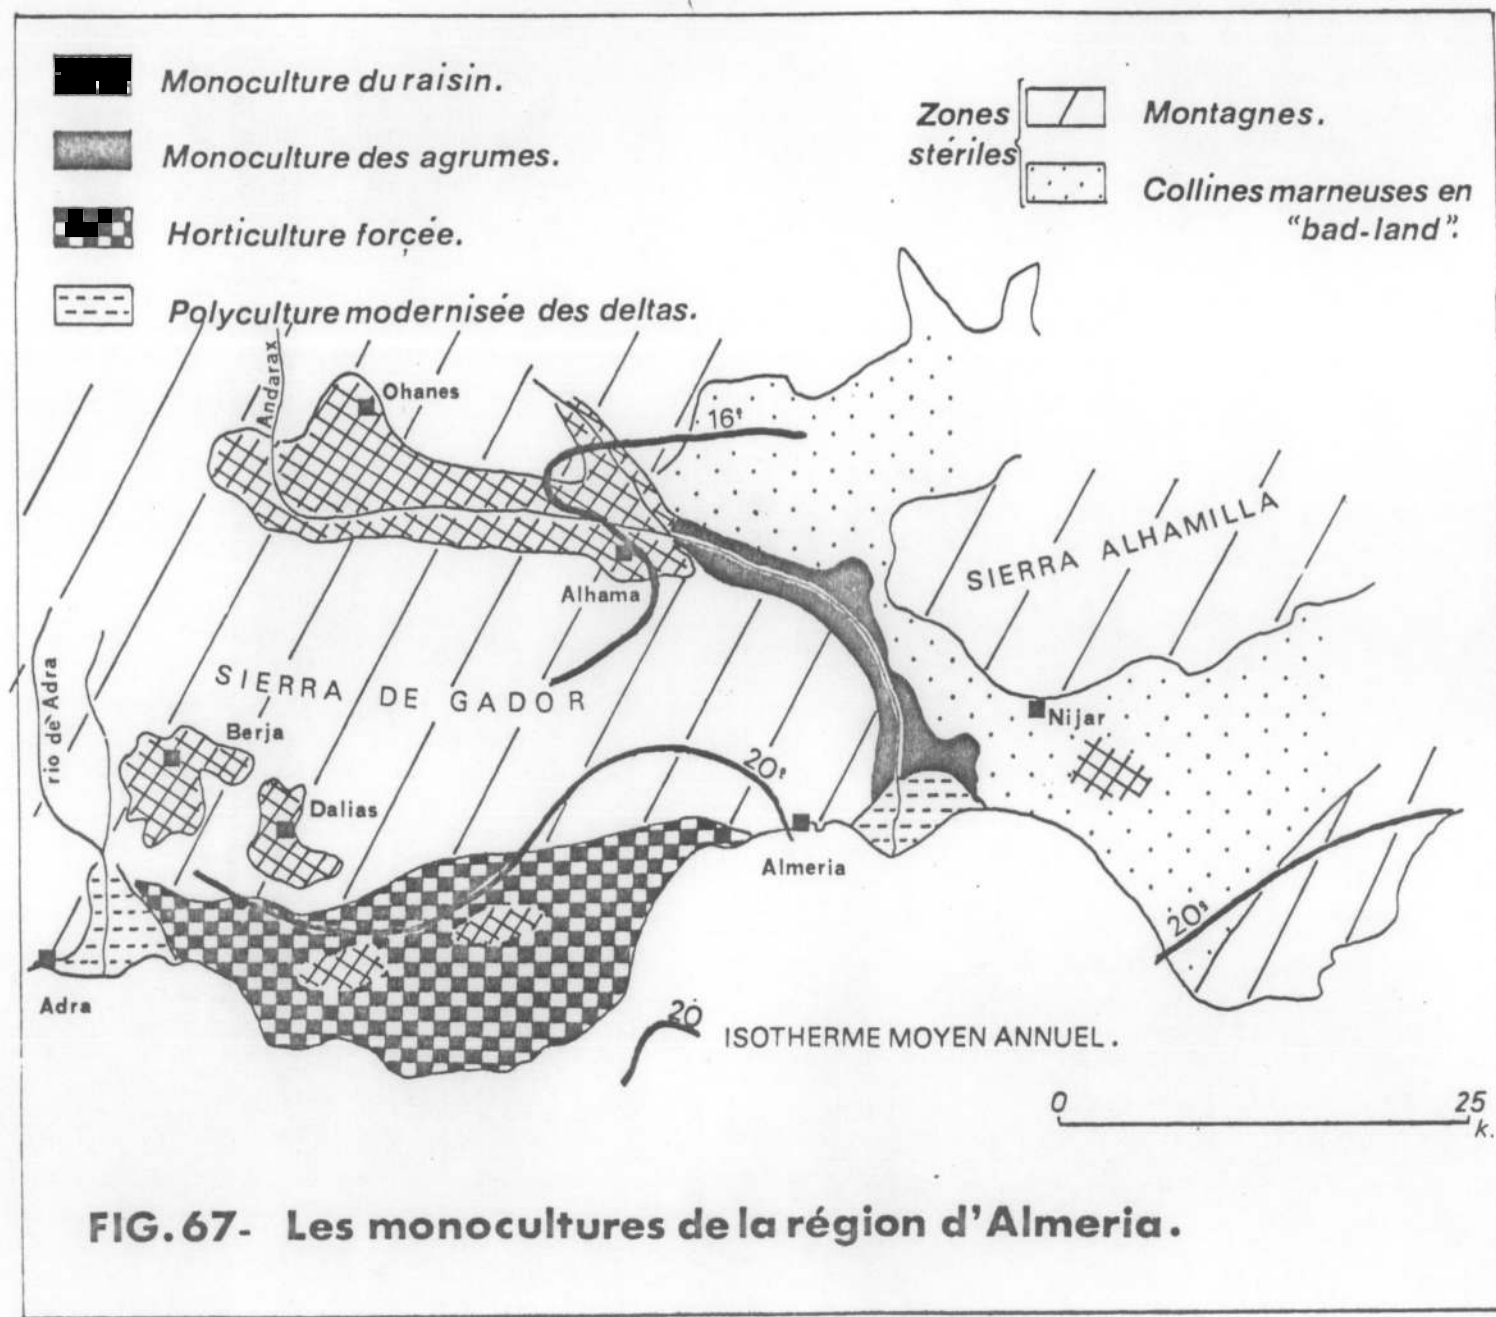 Monoculture du raisin.
Monoculture des agrumes.
Horticulture forçée.
Polyculture modernisée des deltas.
Zones
stériles
Montagnes.
Collines marneuses en
"bad-land".
Andarax
Ohanes
16°
SIERRA ALHAMILLA
Alhama
rio de Adra
SIERRA DE GADOR
Berja
Nijar
20°
Dalias
Almeria
20°
Adra
20
ISOTHERME MOYEN ANNUEL.
0 25
k.
FIG.67- Les monocultures de la région d'Almeria.